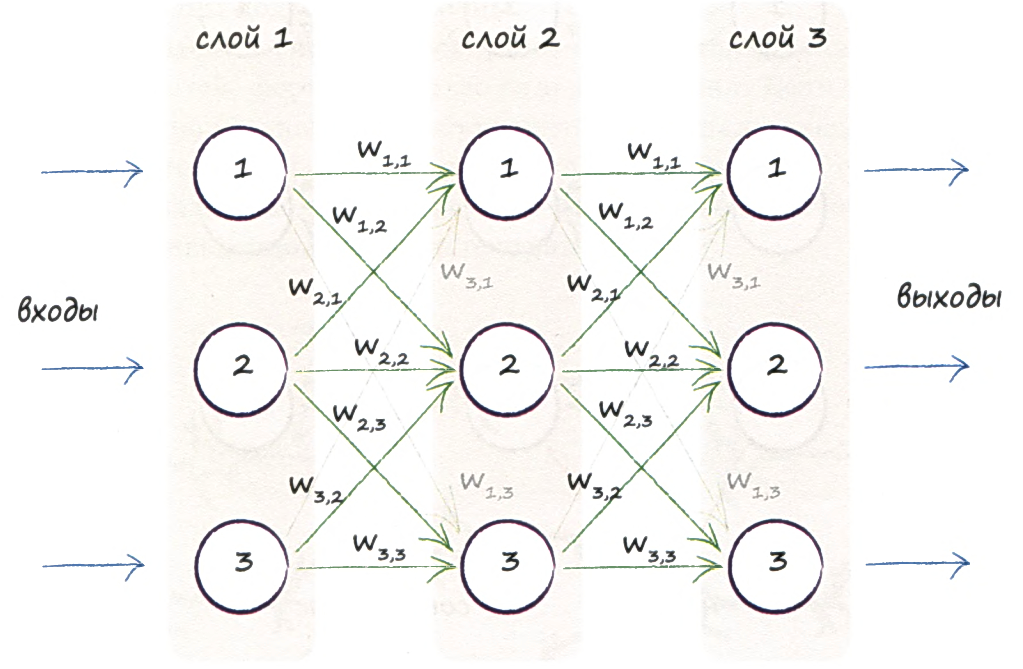 слой 1 слой 2 слой 3
w1,1 w1,1
1 1 1
w1,2 w1,2
w3,1 w3,1
w2,1 w2,1
входы выходы
w2,2 w2,2
2 2 2
w2,3 w2,3
w3,2 w1,3 w3,2 w1,3
w3,3 w3,3
3 3 3